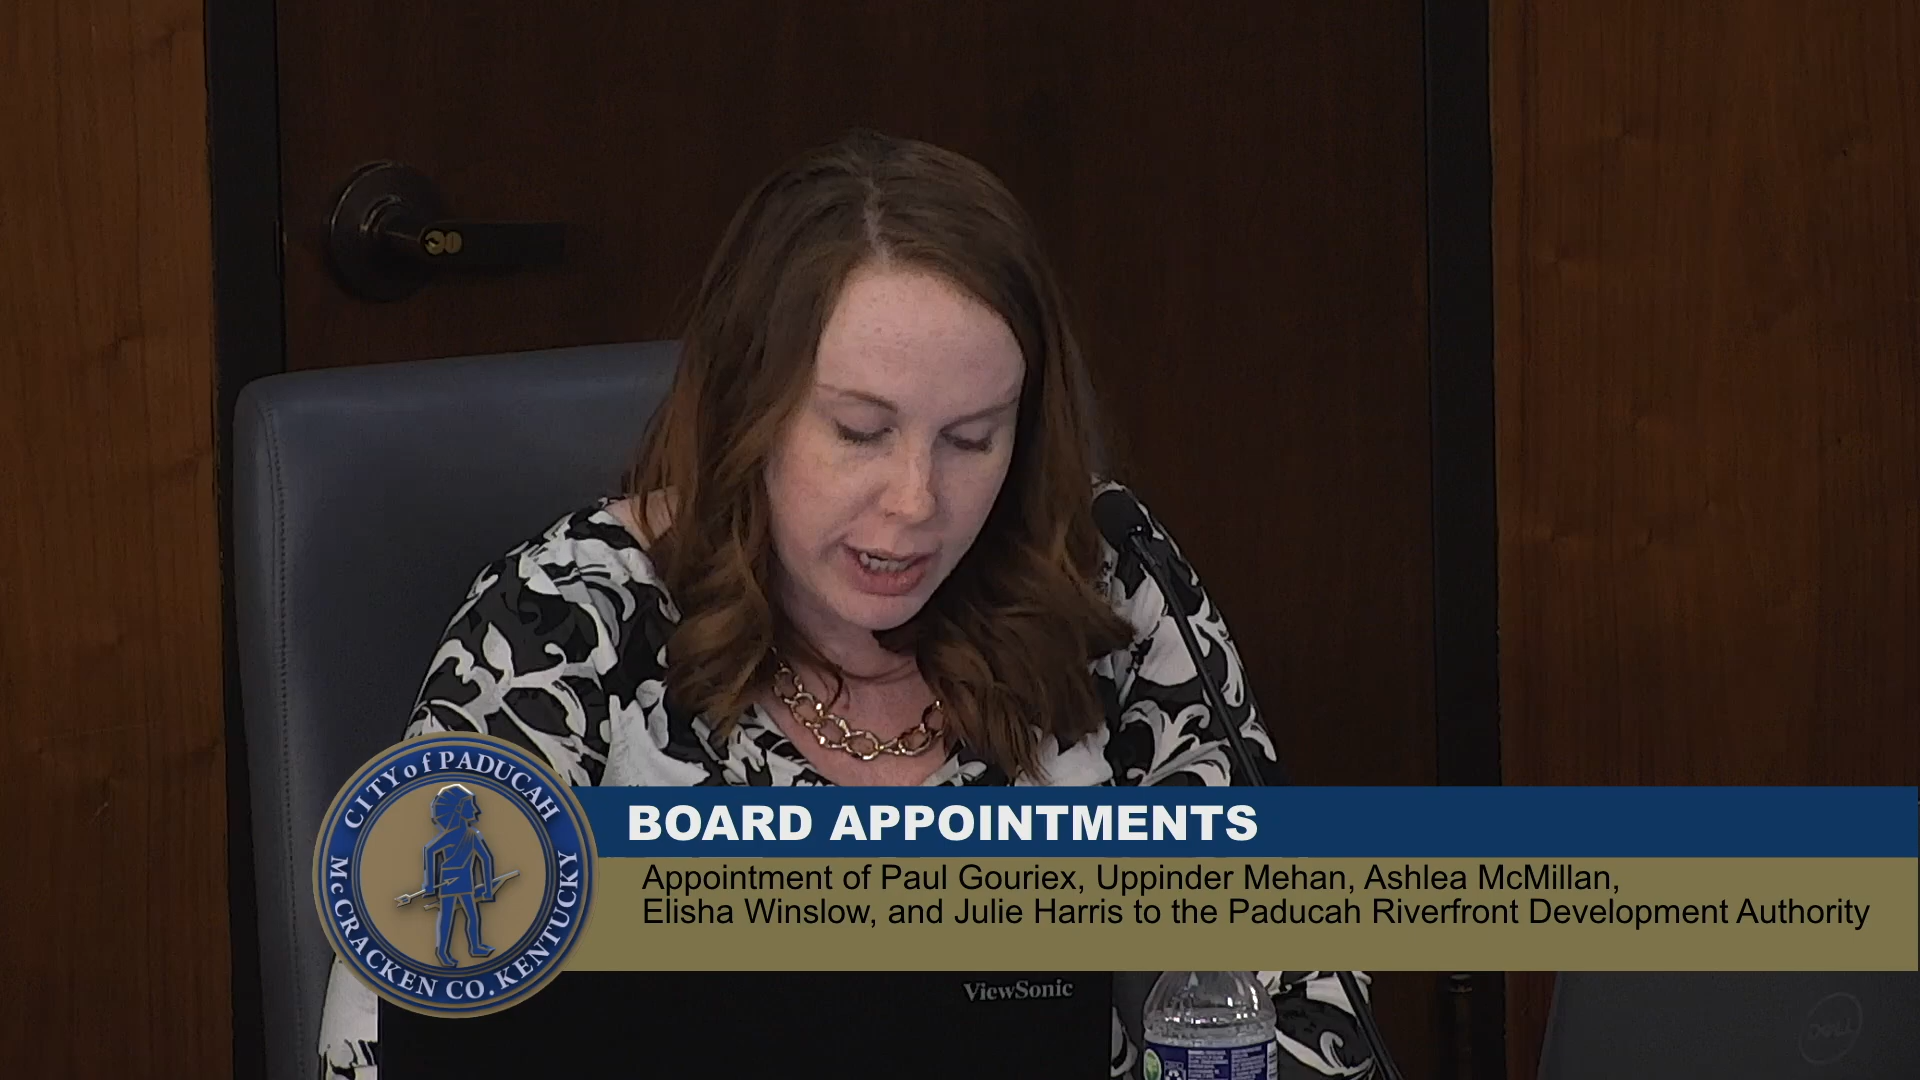 BOARD APPOINTMENTS
Appointment of Paul Gouriex, Uppinder Mehan, Ashlea McMillan,
Elisha Winslow, and Julie Harris to the Paducah Riverfront Development Authority
CITY of PADUCAH
McCRACKEN CO. KENTUCKY
ViewSonic
DELL